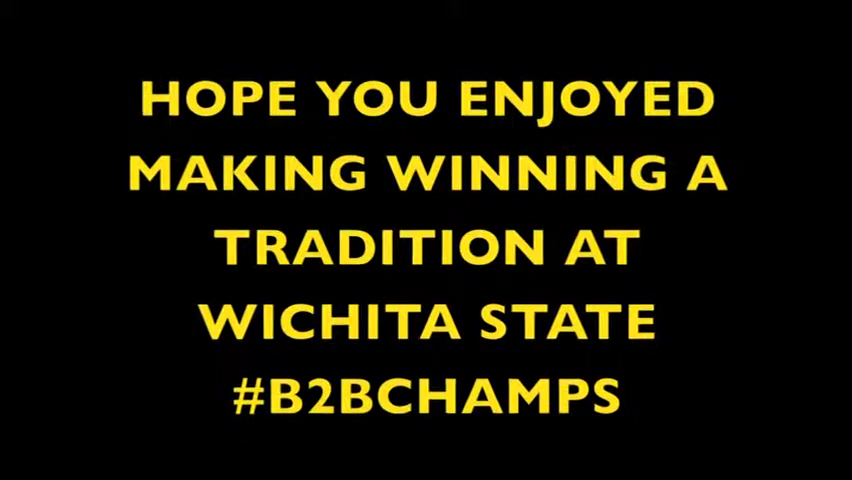 HOPE YOU ENJOYED
MAKING WINNING A
TRADITION AT
WICHITA STATE
#B2BCHAMPS